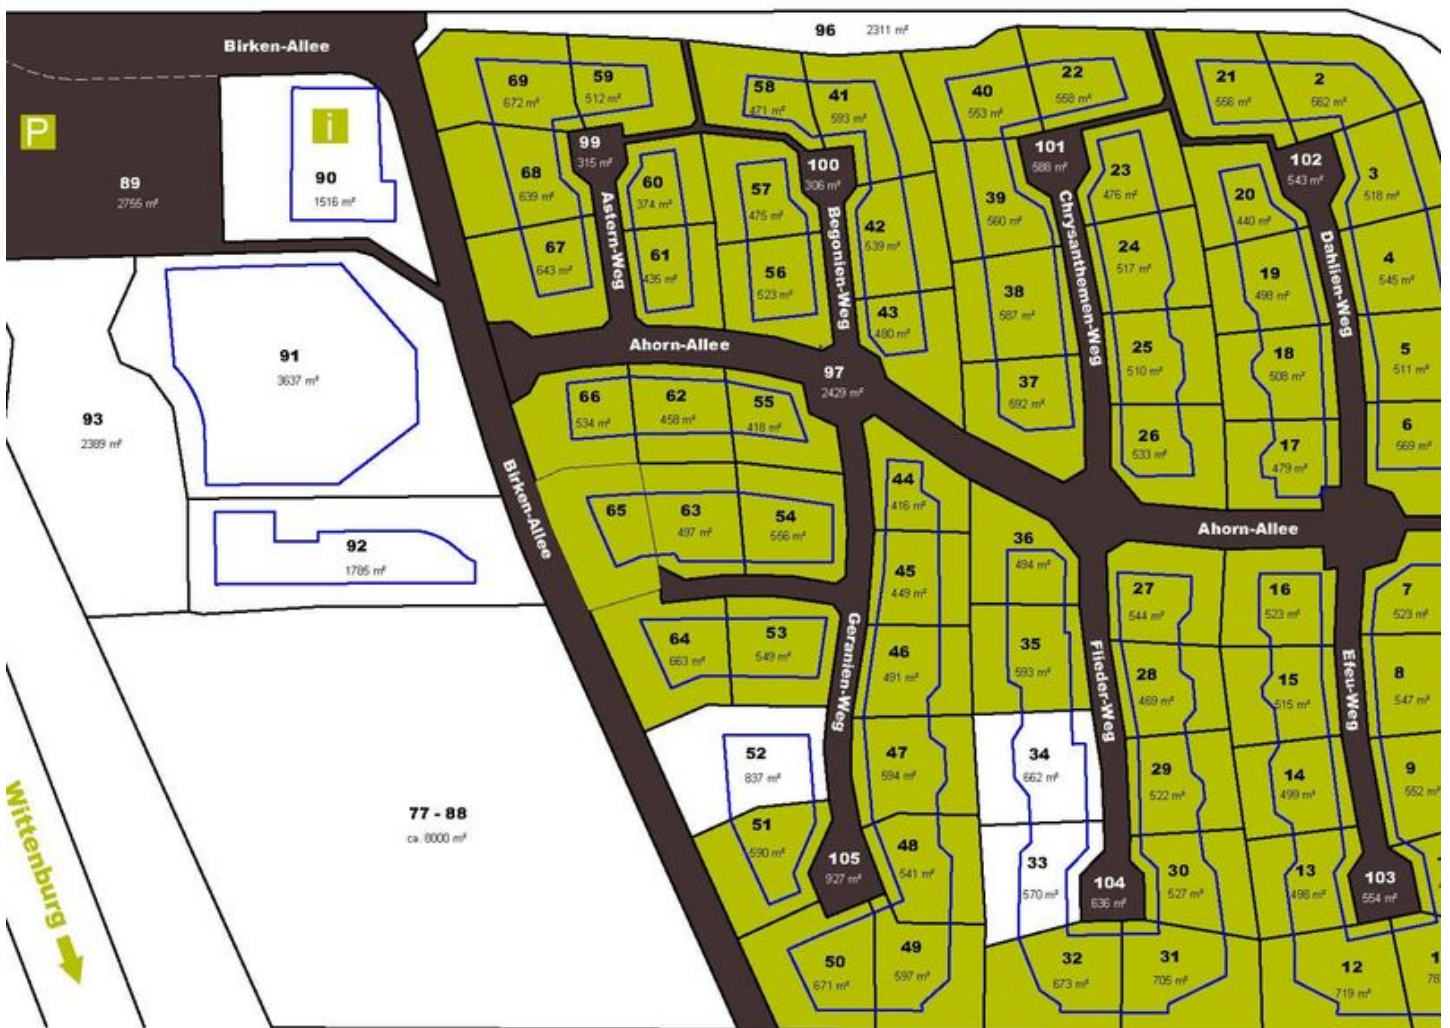 96 2311 m²
Birken-Allee
P
i
89
2755 m²
90
1516 m²
69
672 m²
59
512 m²
58
471 m²
41
593 m²
40
553 m²
22
558 m²
21
556 m²
2
562 m²
99
315 m²
100
306 m²
101
588 m²
102
543 m²
68
639 m²
60
374 m²
57
475 m²
42
539 m²
39
560 m²
23
476 m²
20
440 m²
3
518 m²
67
643 m²
Astern-Weg
61
435 m²
56
523 m²
Begonien-Weg
43
480 m²
38
587 m²
Chrysanthemen-Weg
24
517 m²
19
498 m²
Dahlien-Weg
4
545 m²
91
3637 m²
Ahorn-Allee
97
2429 m²
37
592 m²
25
510 m²
18
508 m²
5
511 m²
93
2389 m²
66
534 m²
62
458 m²
55
418 m²
26
533 m²
17
479 m²
6
569 m²
Birken-Allee
65
63
497 m²
54
556 m²
44
416 m²
36
494 m²
Ahorn-Allee
92
1785 m²
45
449 m²
27
544 m²
16
523 m²
7
523 m²
64
663 m²
53
549 m²
Geranien-Weg
46
491 m²
35
593 m²
Flieder-Weg
28
469 m²
15
515 m²
Efeu-Weg
8
547 m²
52
837 m²
47
594 m²
34
662 m²
29
522 m²
14
499 m²
9
552 m²
77 - 88
ca. 8000 m²
51
590 m²
105
927 m²
48
541 m²
33
570 m²
104
636 m²
30
527 m²
13
498 m²
103
554 m²
Wittenburg
50
671 m²
49
597 m²
32
673 m²
31
705 m²
12
719 m²